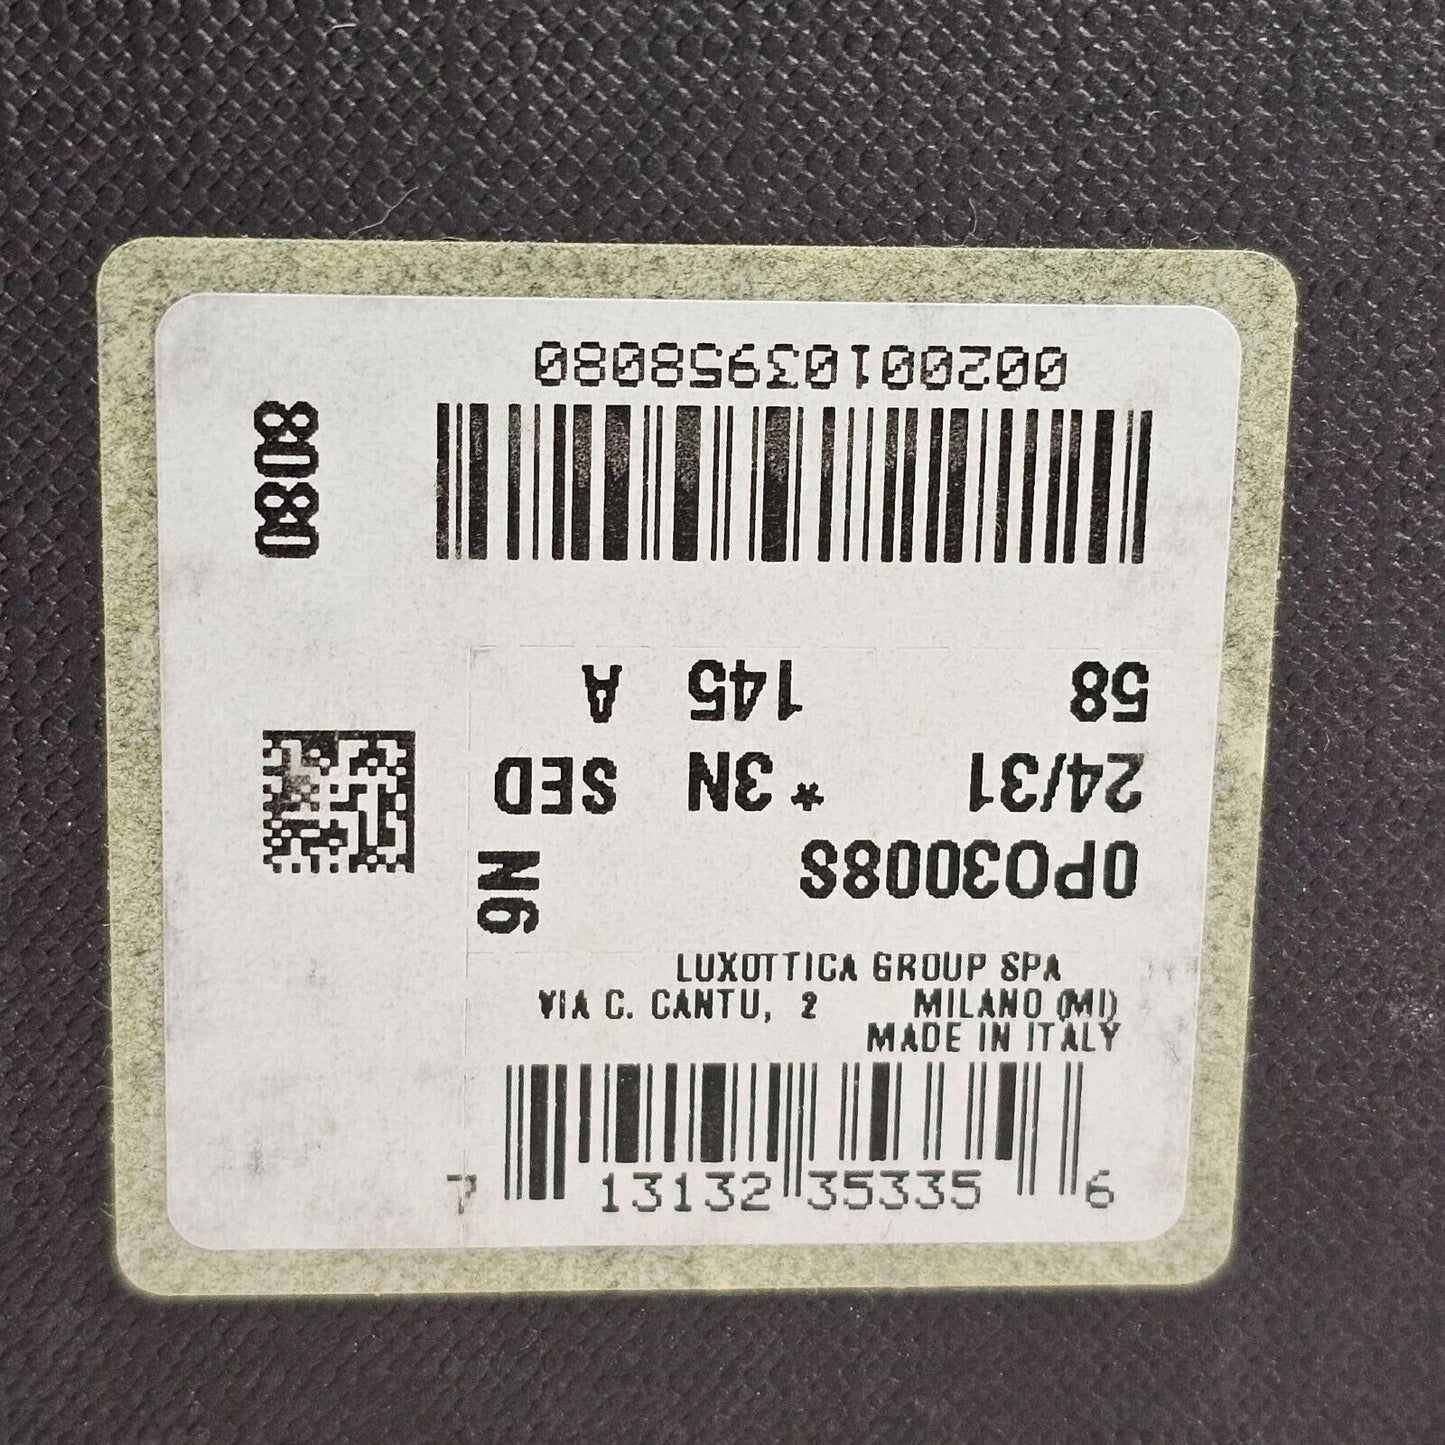 00200103958080
8080
58 145 A
24/31 * 3N SED
0PO3008S
N6
LUXOTTICA GROUP SPA
VIA C. CANTU, 2 MILANO (MI)
MADE IN ITALY
7 13132 35335 6